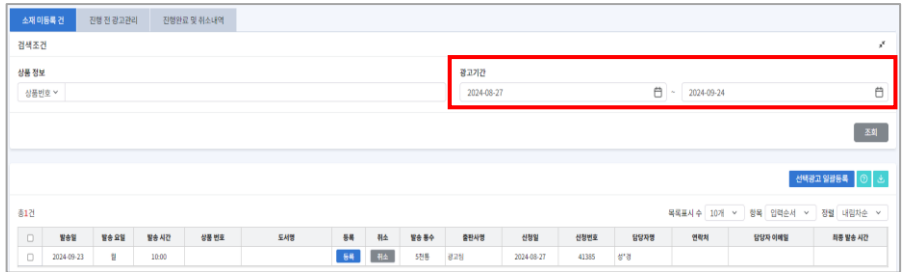 소재 미등록 건 진행 전 광고관리 진행완료 및 취소내역
검색조건
상품 정보 광고기간
상품번호 2024-08-27 ~ 2024-09-24
조회
선택광고 일괄등록
총1건 목록표시 수 10개 항목 입력순서 정렬 내림차순
발송일 발송 요일 발송 시간 상품 번호 도서명 등록 취소 발송 통수 출판사명 신청일 신청번호 담당자명 연락처 담당자 이메일 최종 발송 시간
2024-09-23 월 10:00 등록 취소 5천통 광고팀 2024-08-27 41385 성*경